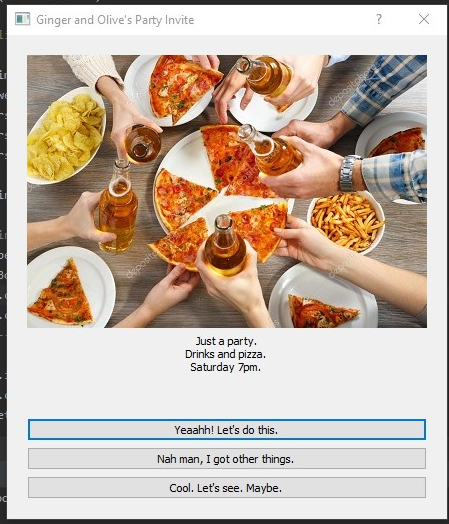 Ginger and Olive's Party Invite
?
Just a party.
Drinks and pizza.
Saturday 7pm.
Yeaahh! Let's do this.
Nah man, I got other things.
Cool. Let's see. Maybe.